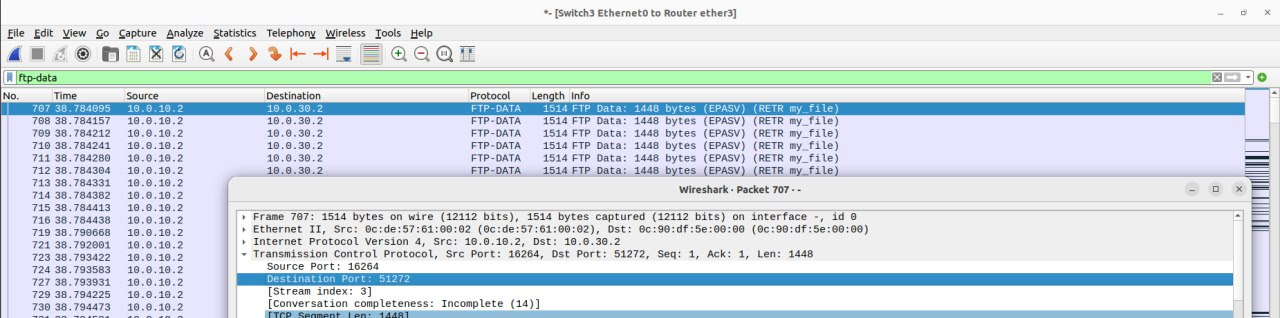 *- [Switch3 Ethernet0 to Router ether3]
File Edit View Go Capture Analyze Statistics Telephony Wireless Tools Help
ftp-data
No. Time Source Destination Protocol Length Info
707 38.784095 10.0.10.2 10.0.30.2 FTP-DATA 1514 FTP Data: 1448 bytes (EPASV) (RETR my_file)
708 38.784157 10.0.10.2 10.0.30.2 FTP-DATA 1514 FTP Data: 1448 bytes (EPASV) (RETR my_file)
709 38.784212 10.0.10.2 10.0.30.2 FTP-DATA 1514 FTP Data: 1448 bytes (EPASV) (RETR my_file)
710 38.784241 10.0.10.2 10.0.30.2 FTP-DATA 1514 FTP Data: 1448 bytes (EPASV) (RETR my_file)
711 38.784280 10.0.10.2 10.0.30.2 FTP-DATA 1514 FTP Data: 1448 bytes (EPASV) (RETR my_file)
712 38.784304 10.0.10.2 10.0.30.2 FTP-DATA 1514 FTP Data: 1448 bytes (EPASV) (RETR my_file)
713 38.784331 10.0.10.2
714 38.784382 10.0.10.2
715 38.784413 10.0.10.2
716 38.784438 10.0.10.2
719 38.790668 10.0.10.2
721 38.792001 10.0.10.2
723 38.793422 10.0.10.2
724 38.793583 10.0.10.2
727 38.793931 10.0.10.2
729 38.794225 10.0.10.2
730 38.794473 10.0.10.2
Wireshark · Packet 707 · -
Frame 707: 1514 bytes on wire (12112 bits), 1514 bytes captured (12112 bits) on interface -, id 0
Ethernet II, Src: 0c:de:57:61:00:02 (0c:de:57:61:00:02), Dst: 0c:90:df:5e:00:00 (0c:90:df:5e:00:00)
Internet Protocol Version 4, Src: 10.0.10.2, Dst: 10.0.30.2
Transmission Control Protocol, Src Port: 16264, Dst Port: 51272, Seq: 1, Ack: 1, Len: 1448
Source Port: 16264
Destination Port: 51272
[Stream index: 3]
[Conversation completeness: Incomplete (14)]
[TCP Segment Len: 1448]